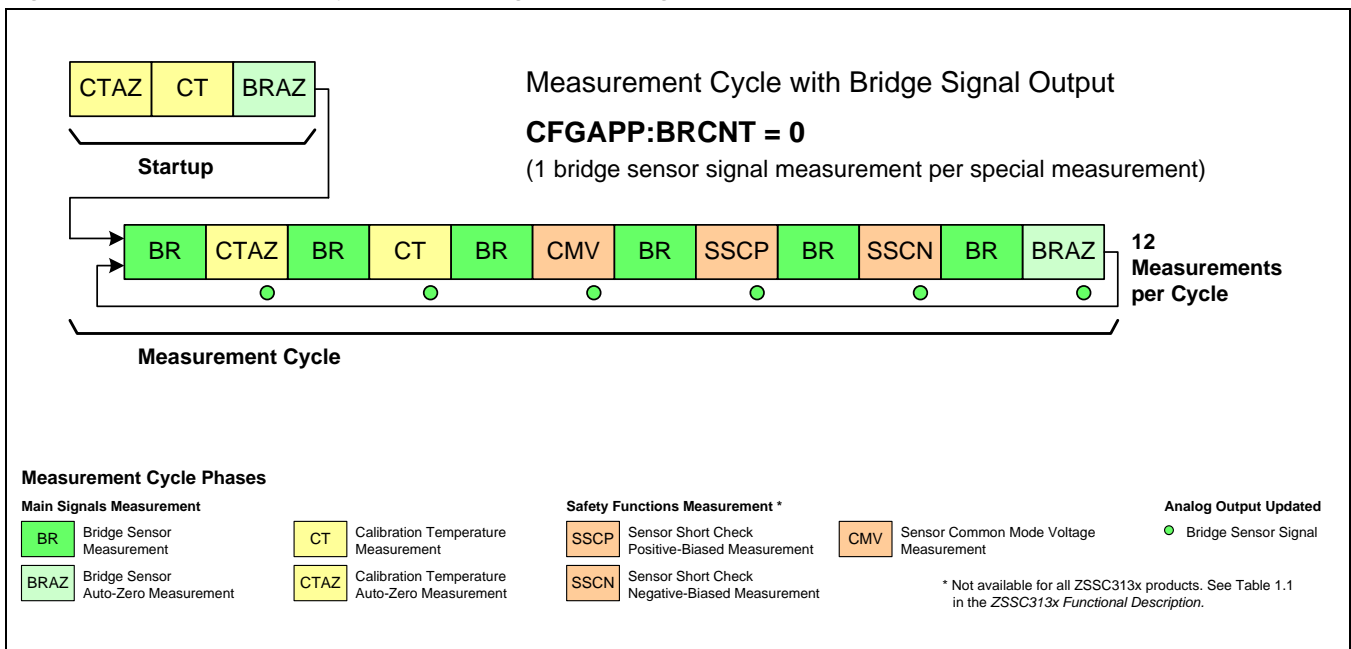 CTAZ CT BRAZ
Startup
Measurement Cycle with Bridge Signal Output
CFGAPP:BRCNT = 0
(1 bridge sensor signal measurement per special measurement)
BR CTAZ BR CT BR CMV BR SSCP BR SSCN BR BRAZ
12
Measurements
per Cycle
Measurement Cycle
Measurement Cycle Phases
Main Signals Measurement
BR Bridge Sensor
Measurement
BRAZ Bridge Sensor
Auto-Zero Measurement
CT Calibration Temperature
Measurement
CTAZ Calibration Temperature
Auto-Zero Measurement
Safety Functions Measurement *
SSCP Sensor Short Check
Positive-Biased Measurement
SSCN Sensor Short Check
Negative-Biased Measurement
CMV Sensor Common Mode Voltage
Measurement
Analog Output Updated
Bridge Sensor Signal
* Not available for all ZSSC313x products. See Table 1.1
in the ZSSC313x Functional Description.